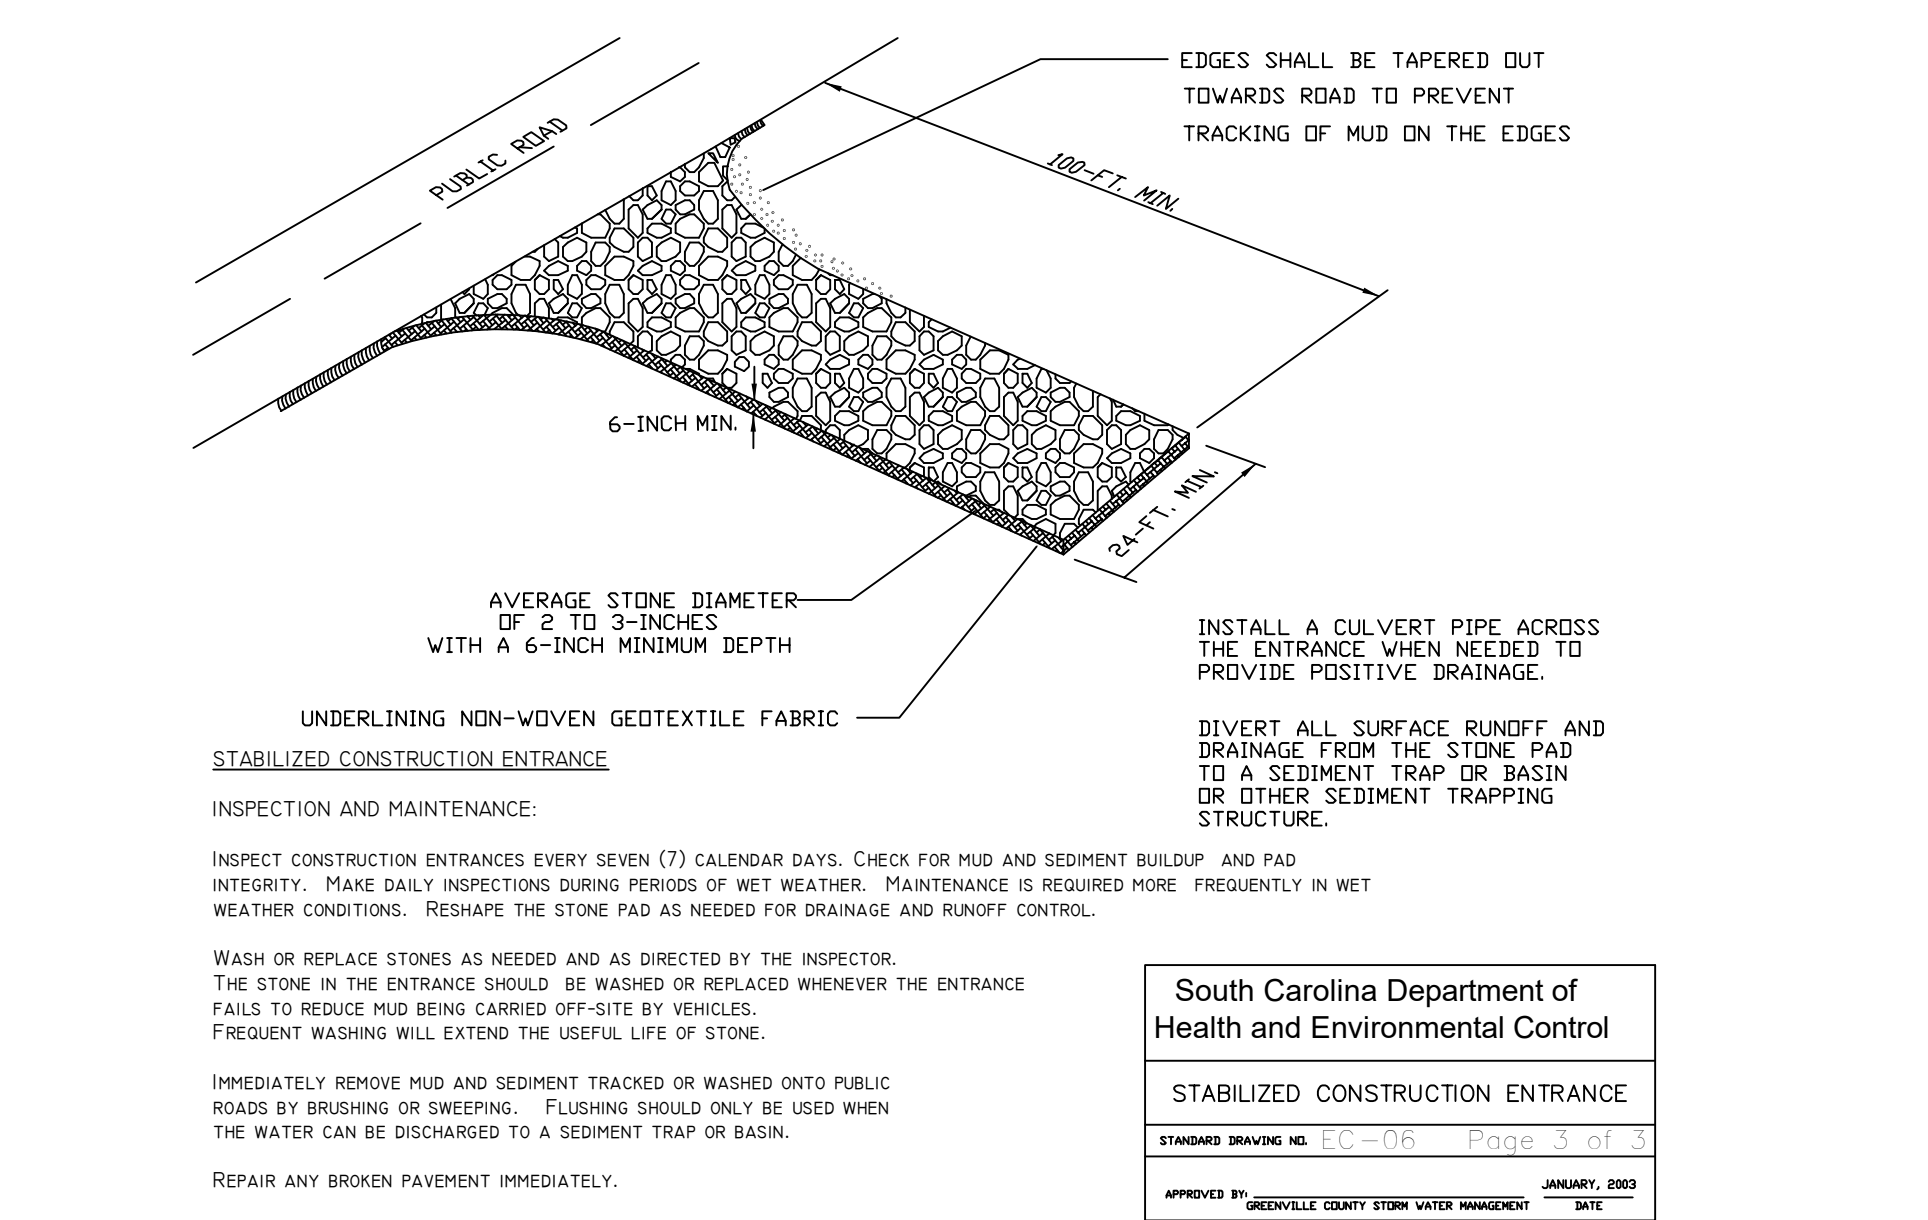 EDGES SHALL BE TAPERED OUT
TOWARDS ROAD TO PREVENT
TRACKING OF MUD ON THE EDGES
PUBLIC ROAD
100-FT. MIN.
6-INCH MIN.
24-FT. MIN.
AVERAGE STONE DIAMETER
OF 2 TO 3-INCHES
WITH A 6-INCH MINIMUM DEPTH
UNDERLINING NON-WOVEN GEOTEXTILE FABRIC
INSTALL A CULVERT PIPE ACROSS
THE ENTRANCE WHEN NEEDED TO
PROVIDE POSITIVE DRAINAGE.
DIVERT ALL SURFACE RUNOFF AND
DRAINAGE FROM THE STONE PAD
TO A SEDIMENT TRAP OR BASIN
OR OTHER SEDIMENT TRAPPING
STRUCTURE.
STABILIZED CONSTRUCTION ENTRANCE
INSPECTION AND MAINTENANCE:
INSPECT CONSTRUCTION ENTRANCES EVERY SEVEN (7) CALENDAR DAYS. CHECK FOR MUD AND SEDIMENT BUILDUP AND PAD
INTEGRITY. MAKE DAILY INSPECTIONS DURING PERIODS OF WET WEATHER. MAINTENANCE IS REQUIRED MORE FREQUENTLY IN WET
WEATHER CONDITIONS. RESHAPE THE STONE PAD AS NEEDED FOR DRAINAGE AND RUNOFF CONTROL.
WASH OR REPLACE STONES AS NEEDED AND AS DIRECTED BY THE INSPECTOR.
THE STONE IN THE ENTRANCE SHOULD BE WASHED OR REPLACED WHENEVER THE ENTRANCE
FAILS TO REDUCE MUD BEING CARRIED OFF-SITE BY VEHICLES.
FREQUENT WASHING WILL EXTEND THE USEFUL LIFE OF STONE.
IMMEDIATELY REMOVE MUD AND SEDIMENT TRACKED OR WASHED ONTO PUBLIC
ROADS BY BRUSHING OR SWEEPING. FLUSHING SHOULD ONLY BE USED WHEN
THE WATER CAN BE DISCHARGED TO A SEDIMENT TRAP OR BASIN.
REPAIR ANY BROKEN PAVEMENT IMMEDIATELY.
South Carolina Department of
Health and Environmental Control
STABILIZED CONSTRUCTION ENTRANCE
STANDARD DRAWING NO. EC-06 Page 3 of 3
APPROVED BY:
GREENVILLE COUNTY STORM WATER MANAGEMENT
JANUARY, 2003
DATE